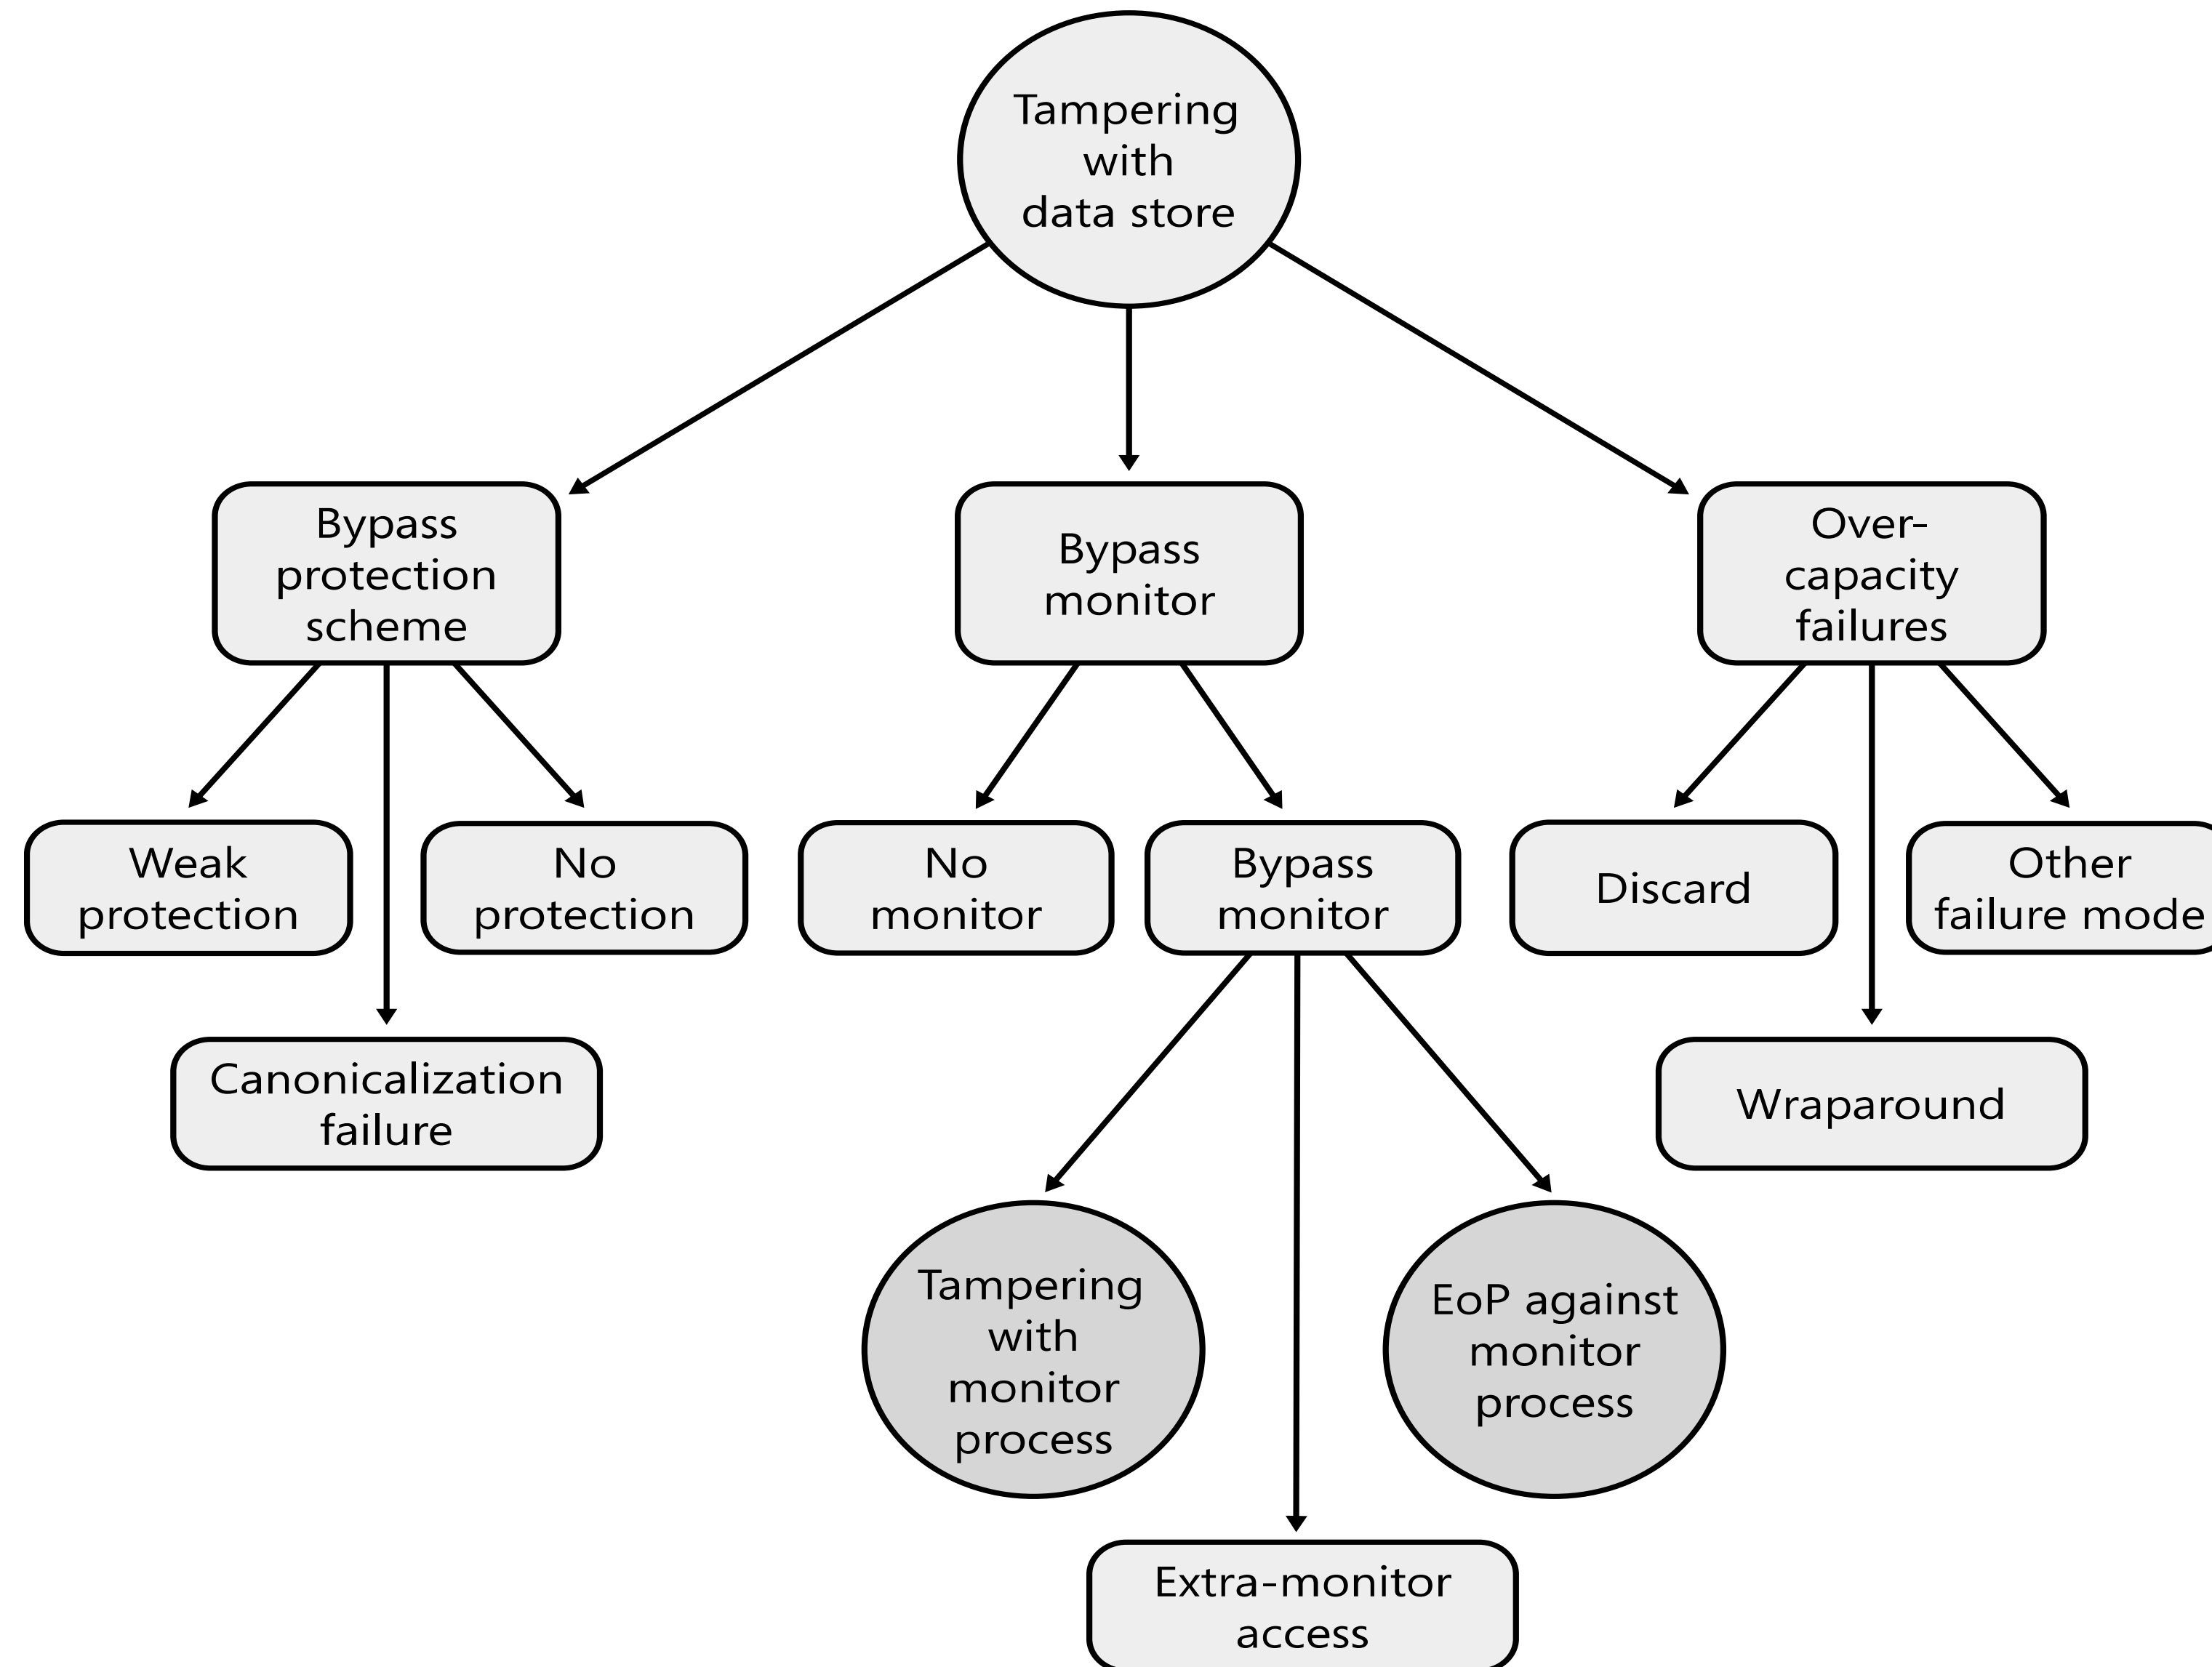 Tampering
with
data store
Bypass
protection
scheme
Bypass
monitor
Over-
capacity
failures
Weak
protection
No
protection
No
monitor
Bypass
monitor
Discard
Other
failure mode
Canonicalization
failure
Wraparound
Tampering
with
monitor
process
EoP against
monitor
process
Extra-monitor
access